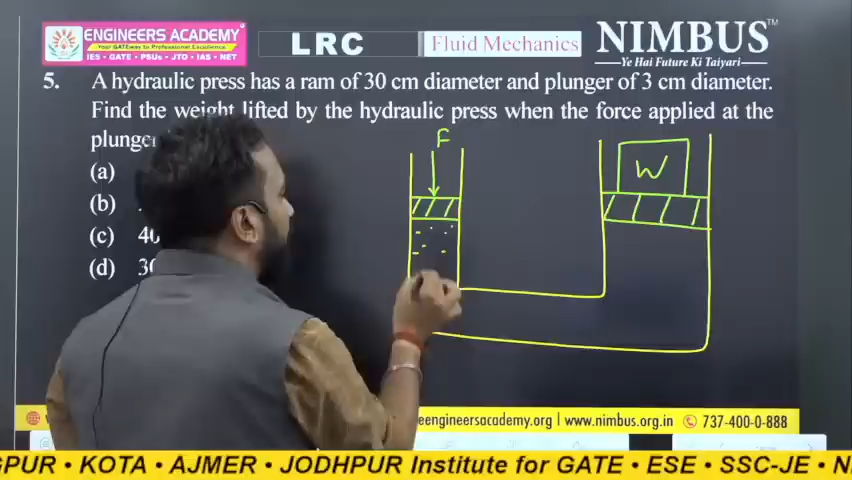 ENGINEERS ACADEMY
Your GATEway to Professional Excellence
IES • GATE • PSUs • JTO • IAS • NET
LRC
Fluid Mechanics
NIMBUS™
Ye Hai Future Ki Taiyari
5. A hydraulic press has a ram of 30 cm diameter and plunger of 3 cm diameter.
Find the weight lifted by the hydraulic press when the force applied at the
plunger
F
W
(a)
(b)
(c) 40
(d) 30
eengineersacademy.org | www.nimbus.org.in 737-400-0-888
GPUR • KOTA • AJMER • JODHPUR Institute for GATE • ESE • SSC-JE • N